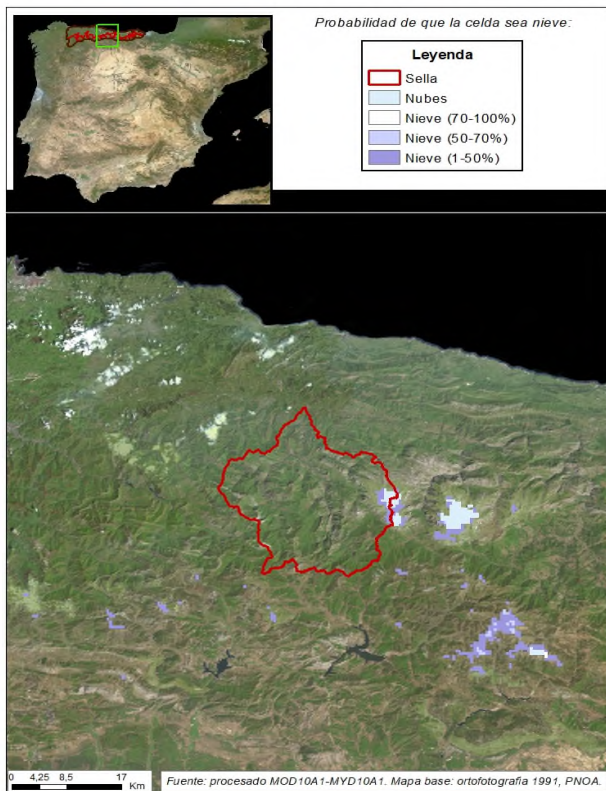 Probabilidad de que la celda sea nieve:
Leyenda
Sella
Nubes
Nieve (70-100%)
Nieve (50-70%)
Nieve (1-50%)
0 4,25 8,5 17
Km
Fuente: procesado MOD10A1-MYD10A1. Mapa base: ortofotografia 1991, PNOA.